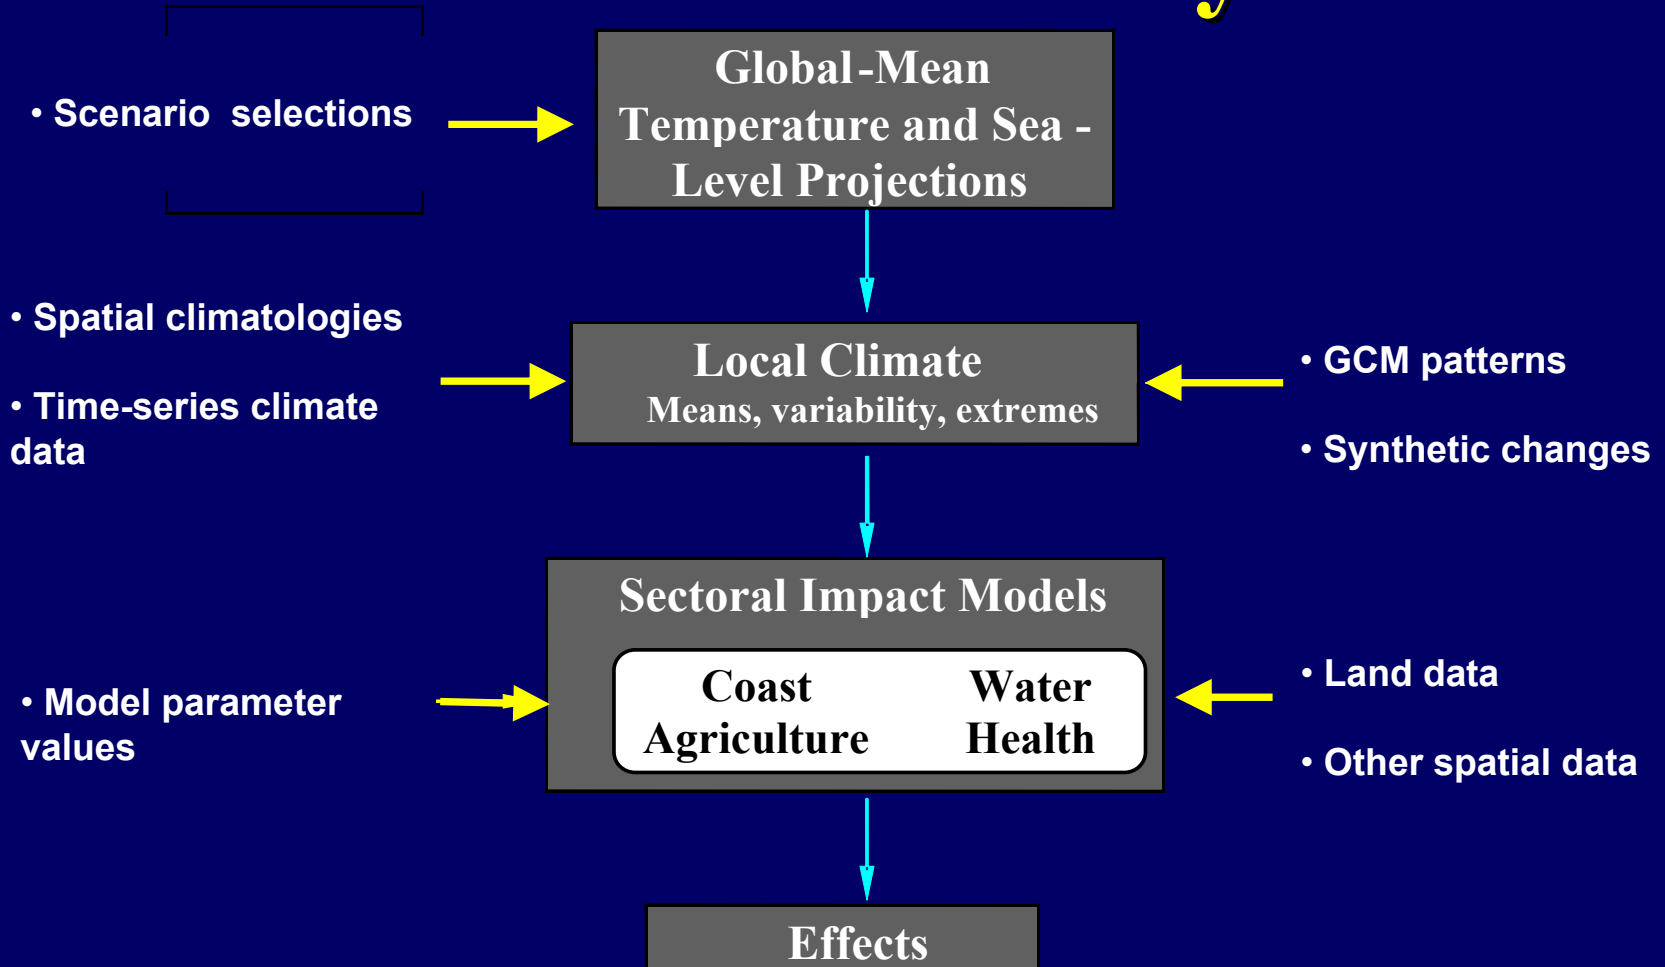 y
Global-Mean
Temperature and Sea -
Level Projections
• Scenario selections
• Spatial climatologies
• Time-series climate
data
Local Climate
Means, variability, extremes
• GCM patterns
• Synthetic changes
Sectoral Impact Models
Coast Water
Agriculture Health
• Model parameter
values
• Land data
• Other spatial data
Effects